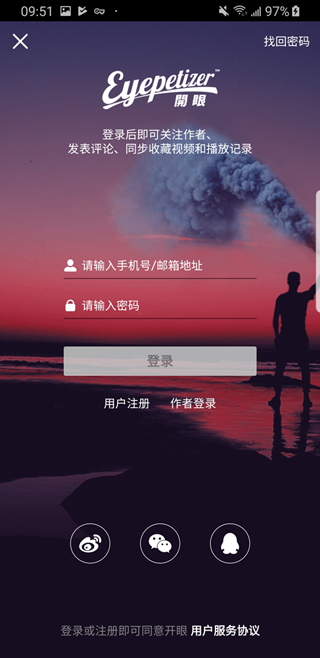 09:51
97%
找回密码
Eyepetizer™
開眼
登录后即可关注作者、
发表评论、同步收藏视频和播放记录
请输入手机号/邮箱地址
请输入密码
登录
用户注册 作者登录
登录或注册即可同意开眼 用户服务协议